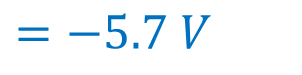 = −5.7 V